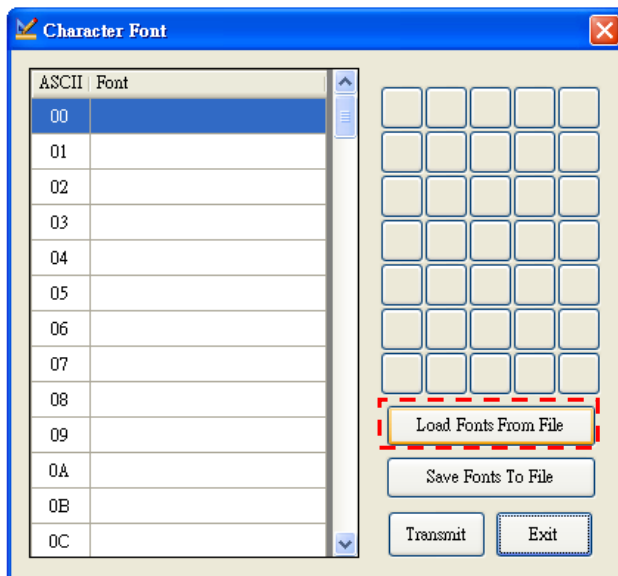 Character Font
ASCII Font
00
01
02
03
04
05
06
07
08
09
0A
0B
0C
Load Fonts From File
Save Fonts To File
Transmit Exit